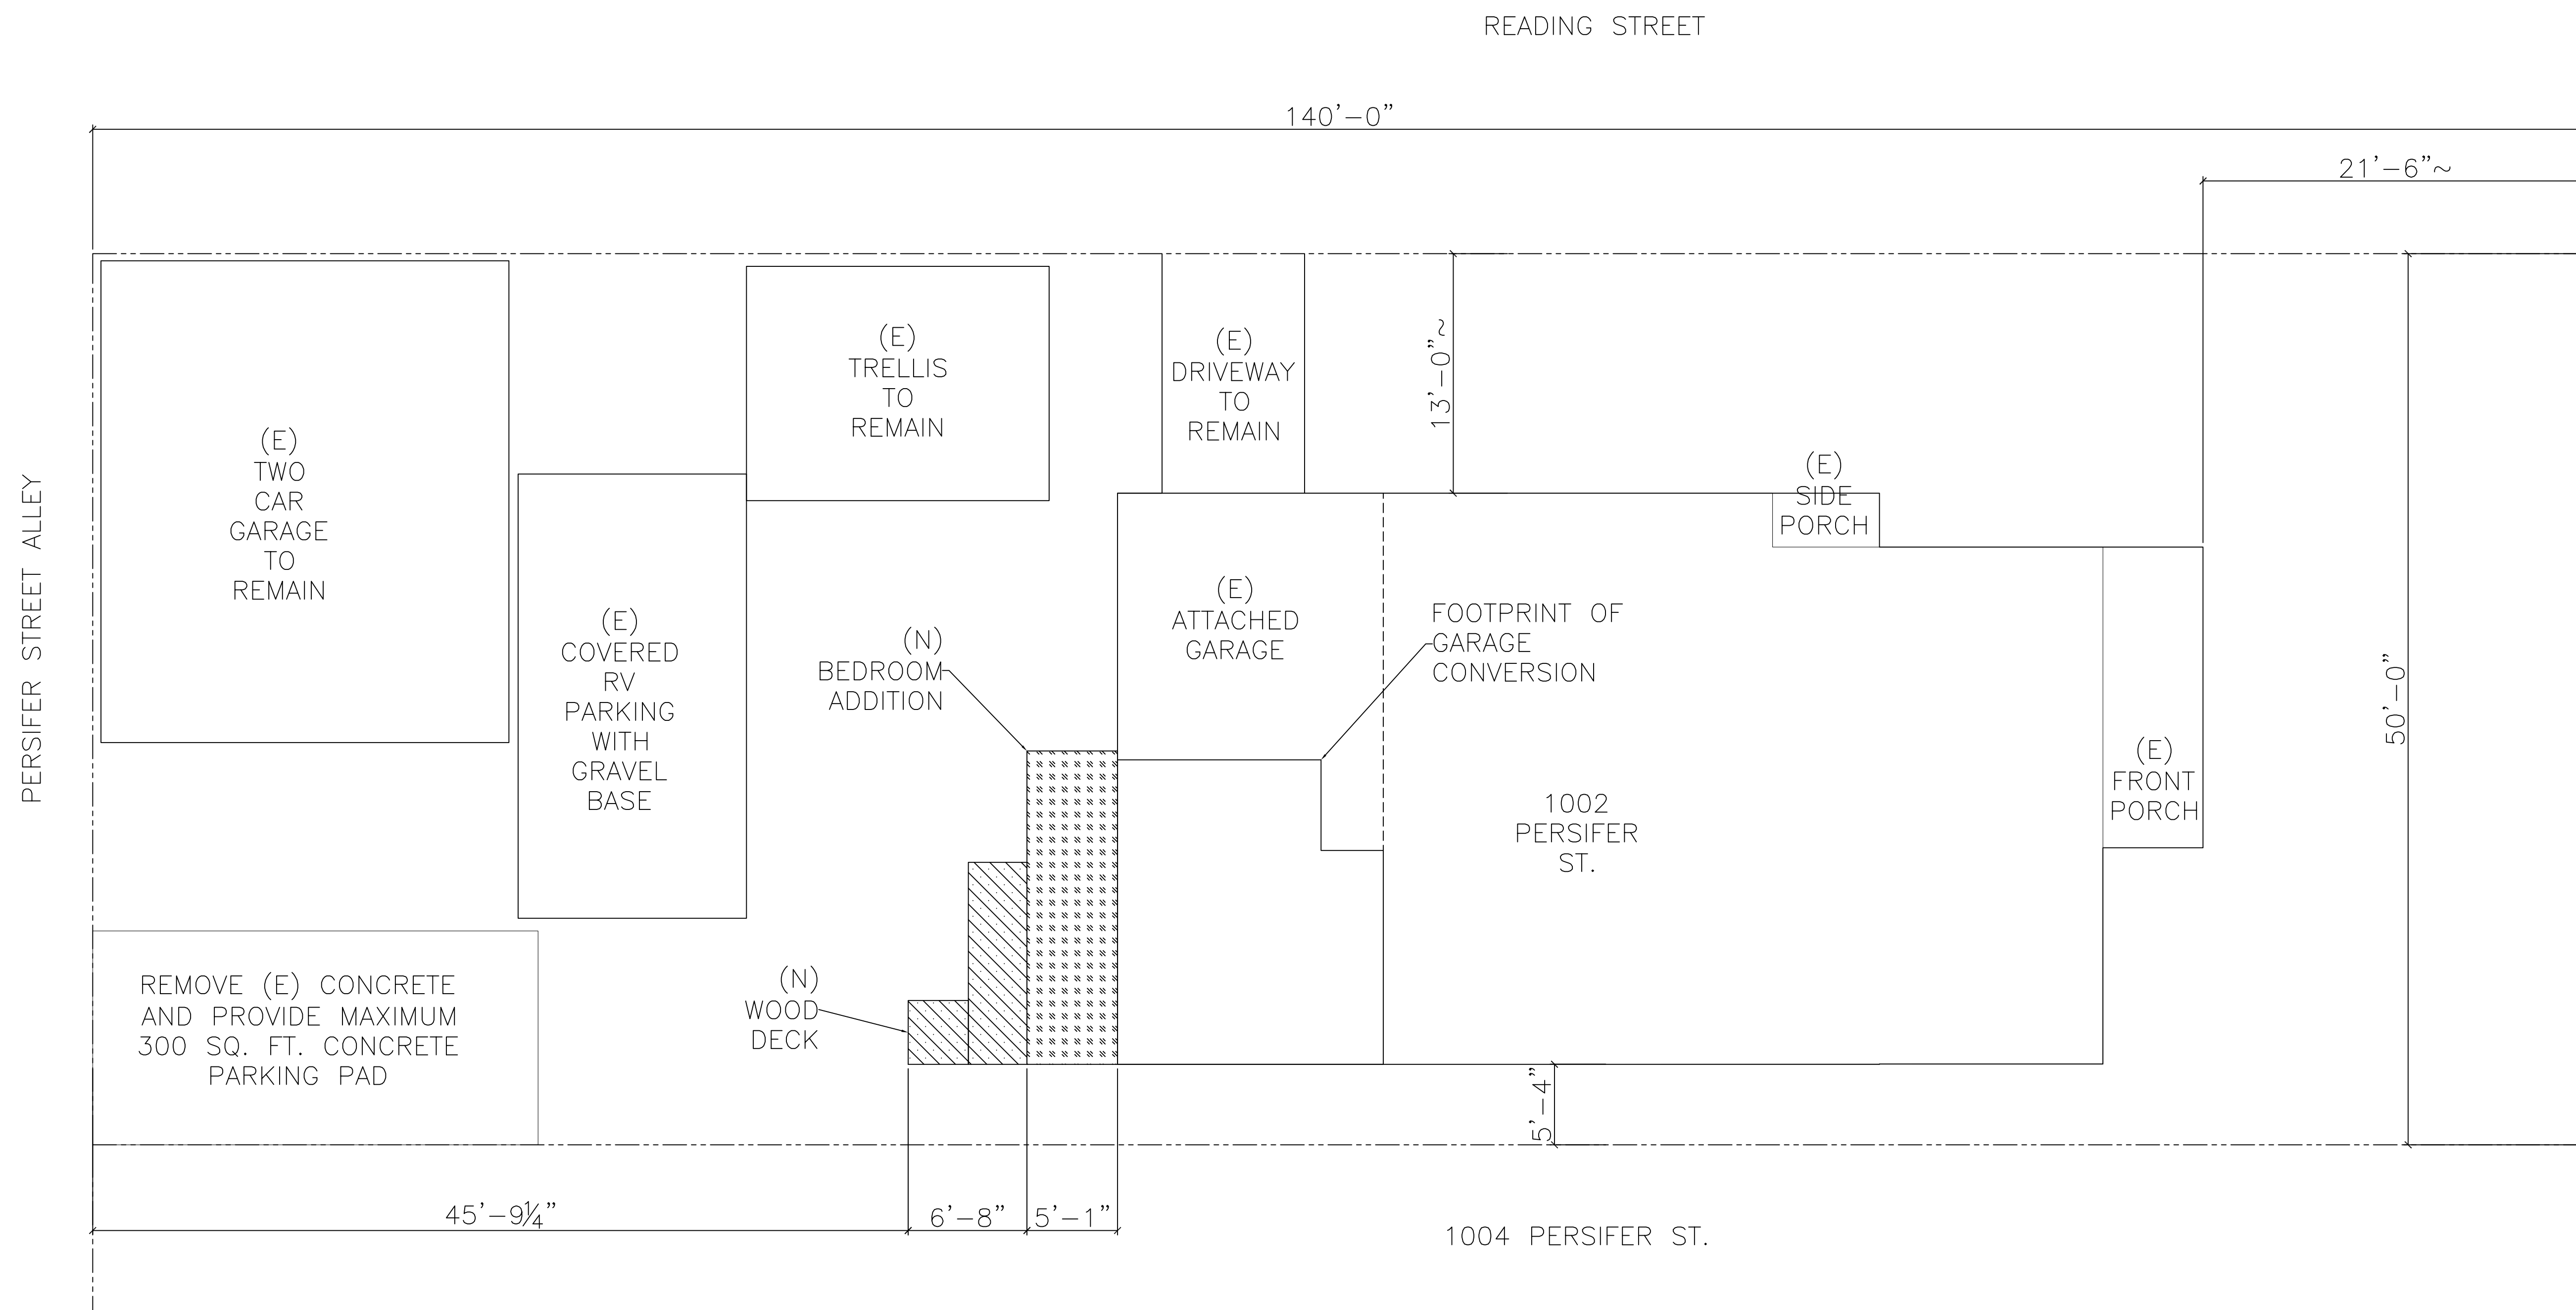 READING STREET
140'-0"
21'-6"~
13'-0"~
50'-0"
PERSIFER STREET ALLEY
(E)
TWO
CAR
GARAGE
TO
REMAIN
(E)
TRELLIS
TO
REMAIN
(E)
DRIVEWAY
TO
REMAIN
(E)
SIDE
PORCH
(E)
COVERED
RV
PARKING
WITH
GRAVEL
BASE
(N)
BEDROOM
ADDITION
(E)
ATTACHED
GARAGE
FOOTPRINT OF
GARAGE
CONVERSION
1002
PERSIFER
ST.
(E)
FRONT
PORCH
REMOVE (E) CONCRETE
AND PROVIDE MAXIMUM
300 SQ. FT. CONCRETE
PARKING PAD
(N)
WOOD
DECK
5'-4"
45'-9¼"
6'-8"
5'-1"
1004 PERSIFER ST.